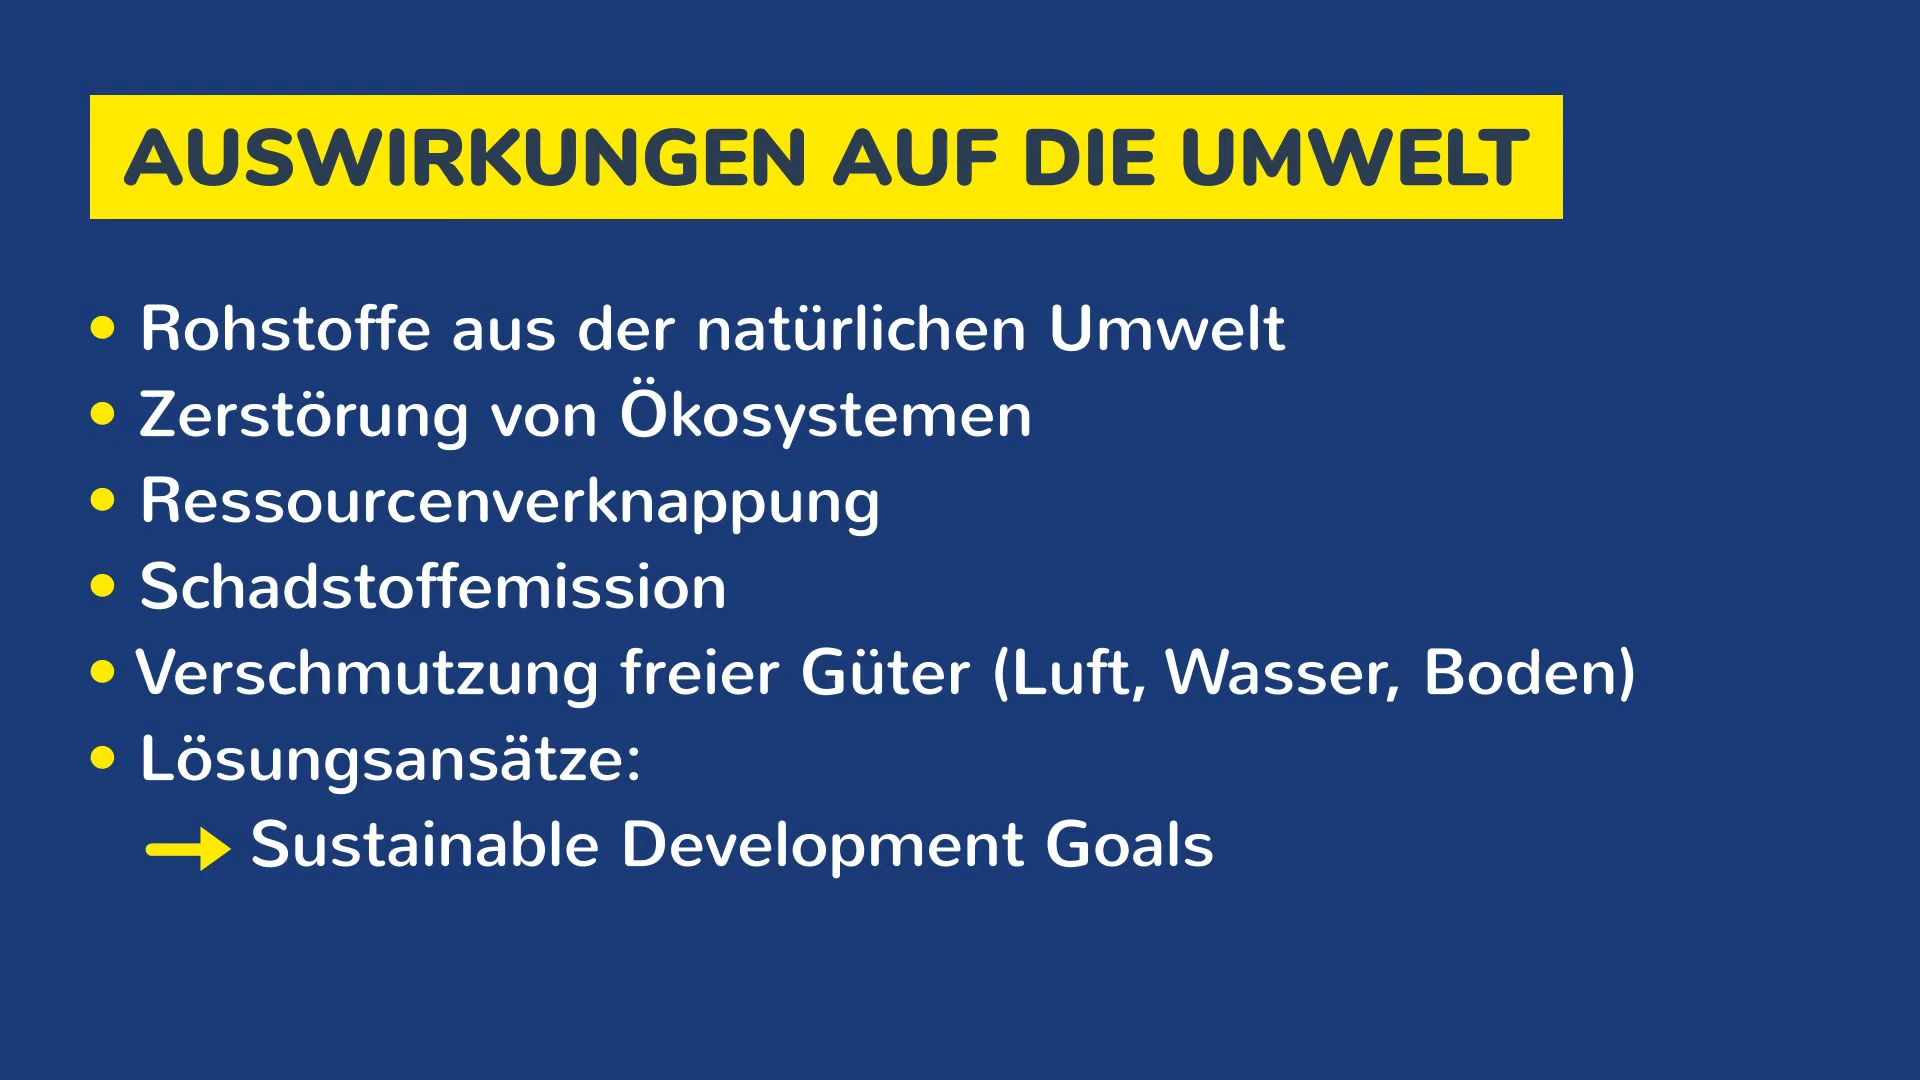 AUSWIRKUNGEN AUF DIE UMWELT
• Rohstoffe aus der natürlichen Umwelt
• Zerstörung von Ökosystemen
• Ressourcenverknappung
• Schadstoffemission
• Verschmutzung freier Güter (Luft, Wasser, Boden)
• Lösungsansätze:
→ Sustainable Development Goals